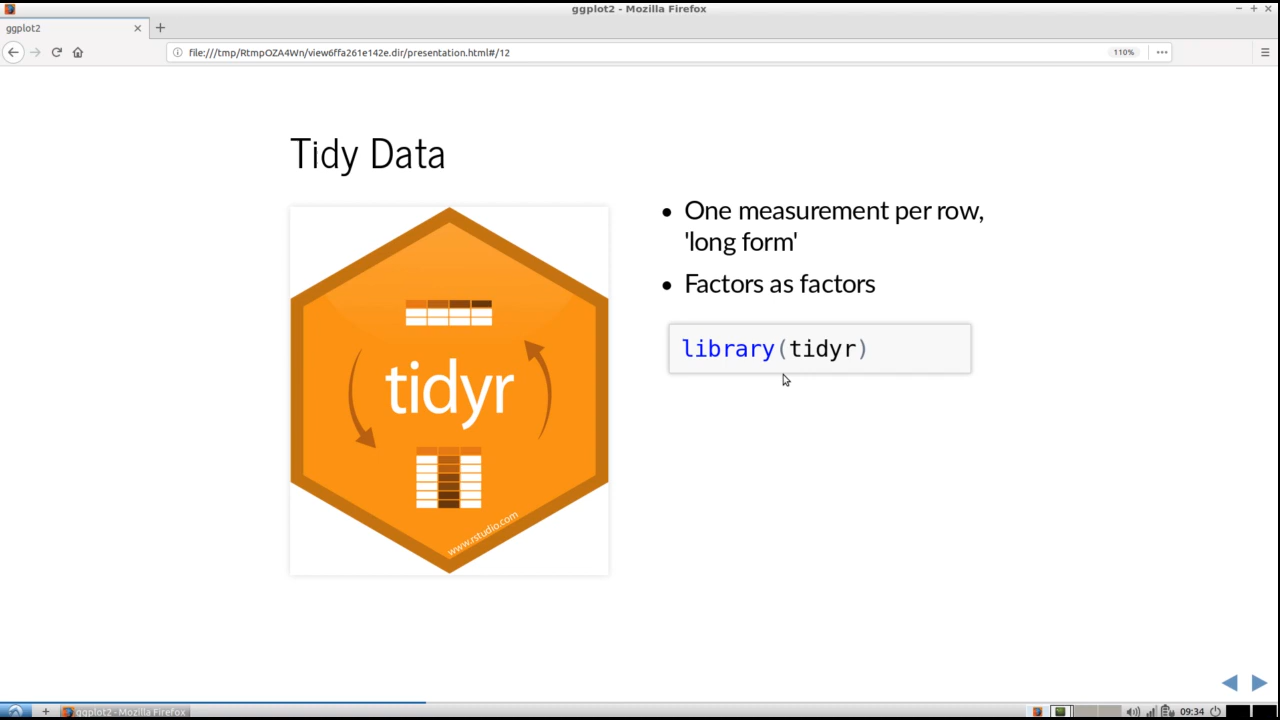 ggplot2 - Mozilla Firefox
ggplot2
file:///tmp/RtmpOZA4Wn/view6ffa261e142e.dir/presentation.html#/12
110%
Tidy Data
One measurement per row,
'long form'
Factors as factors
library(tidyr)
tidyr
www.rstudio.com
ggplot2 - Mozilla Firefox
09:34